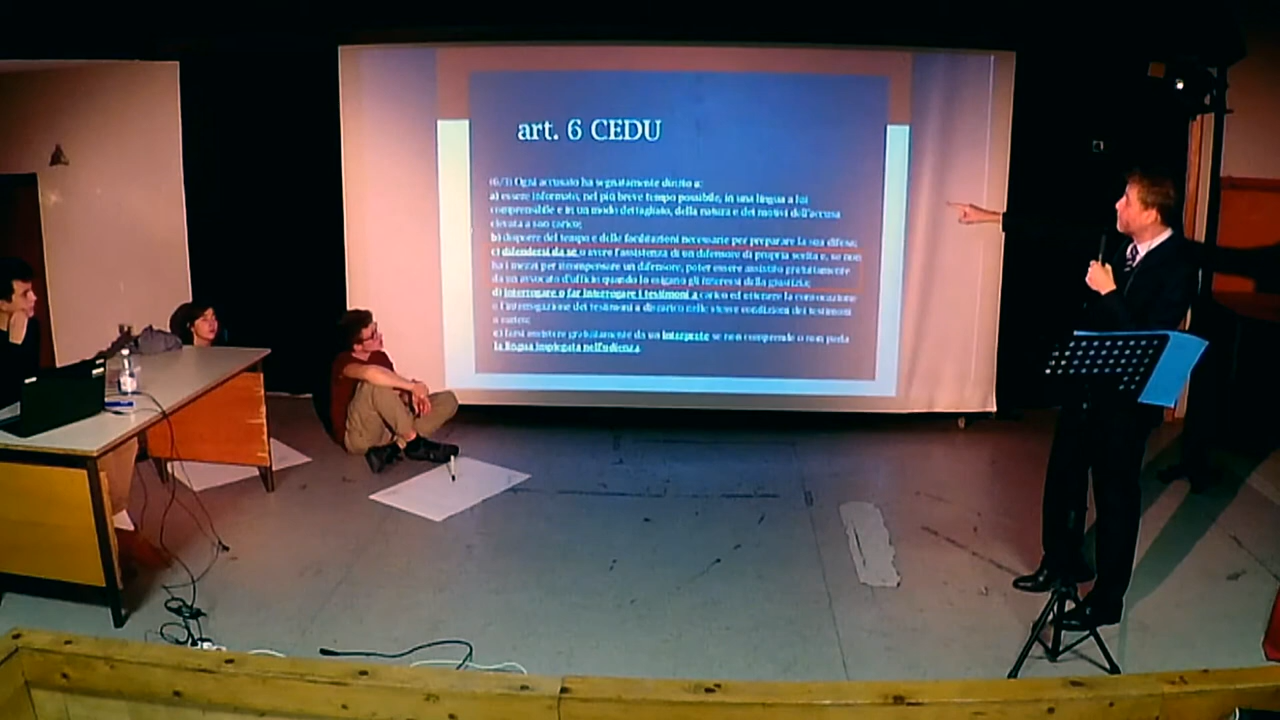 art. 6 CEDU
(6/3) Ogni accusato ha segnatamente diritto a:
a) essere informato, nel più breve tempo possibile, in una lingua a lui
comprensibile e in un modo dettagliato, della natura e dei motivi dell'accusa
elevata a suo carico;
b) disporre del tempo e delle facilitazioni necessarie per preparare la sua difesa;
c) difendersi da se o avere l'assistenza di un difensore di propria scelta e, se non
ha i mezzi per ricompensare un difensore, poter essere assistito gratuitamente
da un avvocato d'ufficio quando lo esigano gli interessi della giustizia;
d) interrogare o far interrogare i testimoni a carico ed ottenere la convocazione
e l'interrogazione dei testimoni a discarico nelle stesse condizioni dei testimoni
a carico;
e) farsi assistere gratuitamente da un interprete se non comprende o non parla
la lingua impiegata nell'udienza.